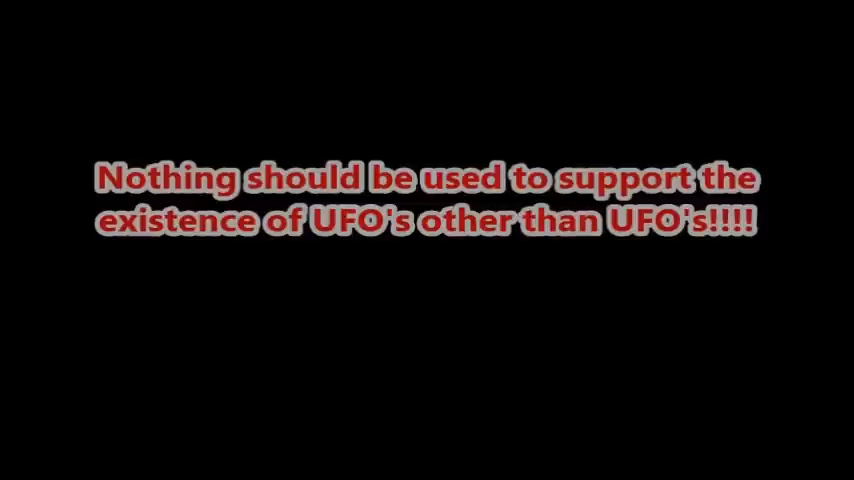 Nothing should be used to support the
existence of UFO's other than UFO's!!!!